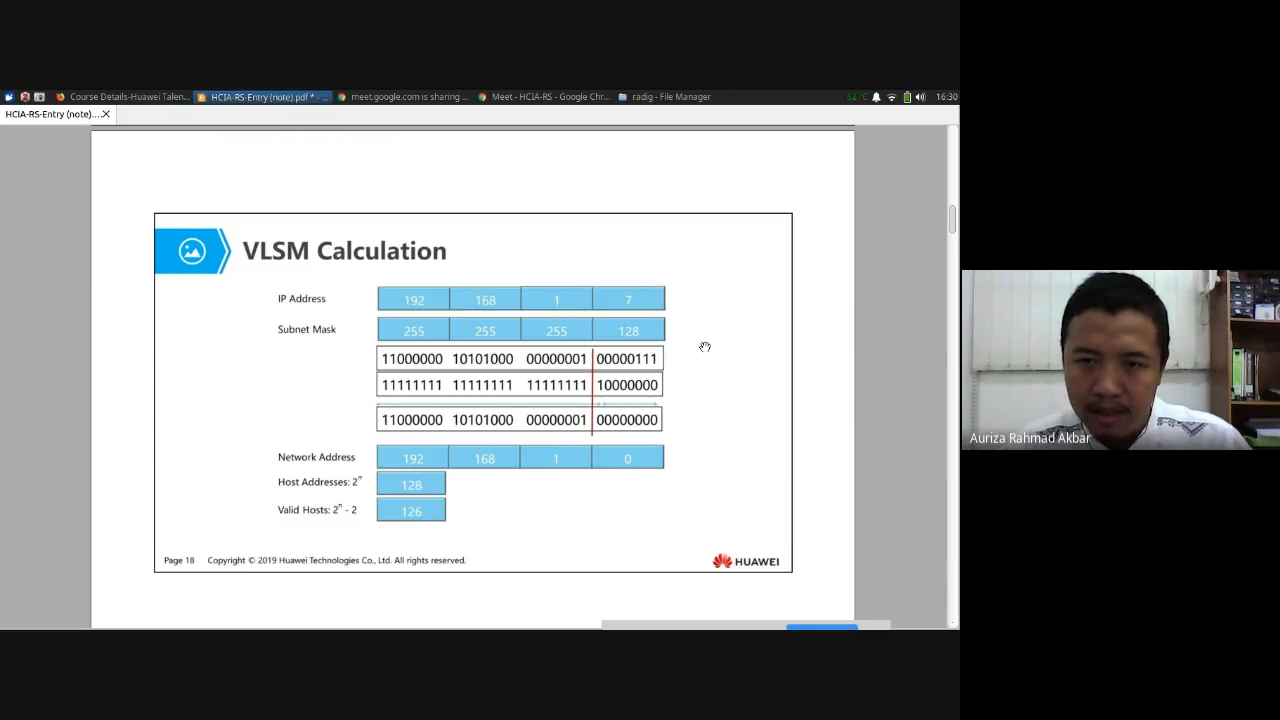 Course Details-Huawei Talen... HCIA-RS-Entry (note).pdf * -... meet.google.com is sharing ... Meet - HCIA-RS - Google Chr... radig - File Manager 52 °C 16:30
HCIA-RS-Entry (note)....
VLSM Calculation
IP Address 192 168 1 7
Subnet Mask 255 255 255 128
11000000 10101000 00000001 00000111
11111111 11111111 11111111 10000000
11000000 10101000 00000001 00000000
Network Address 192 168 1 0
Host Addresses: 2ⁿ 128
Valid Hosts: 2ⁿ - 2 126
Page 18 Copyright © 2019 Huawei Technologies Co., Ltd. All rights reserved. HUAWEI
Auriza Rahmad Akbar